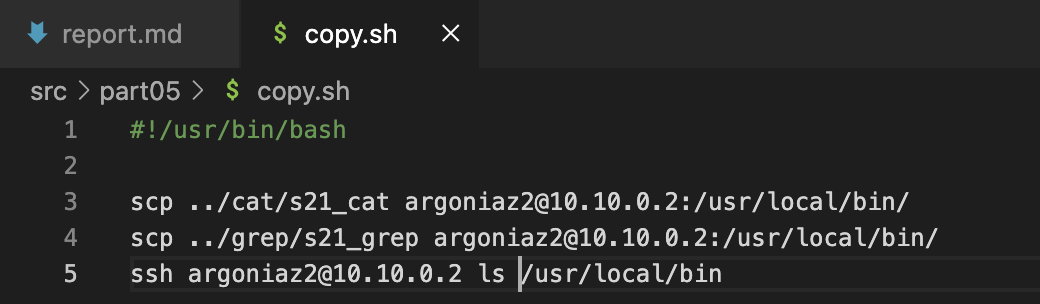 report.md $ copy.sh ×
src > part05 > $ copy.sh
1 #!/usr/bin/bash
2
3 scp ../cat/s21_cat argoniaz2@10.10.0.2:/usr/local/bin/
4 scp ../grep/s21_grep argoniaz2@10.10.0.2:/usr/local/bin/
5 ssh argoniaz2@10.10.0.2 ls /usr/local/bin